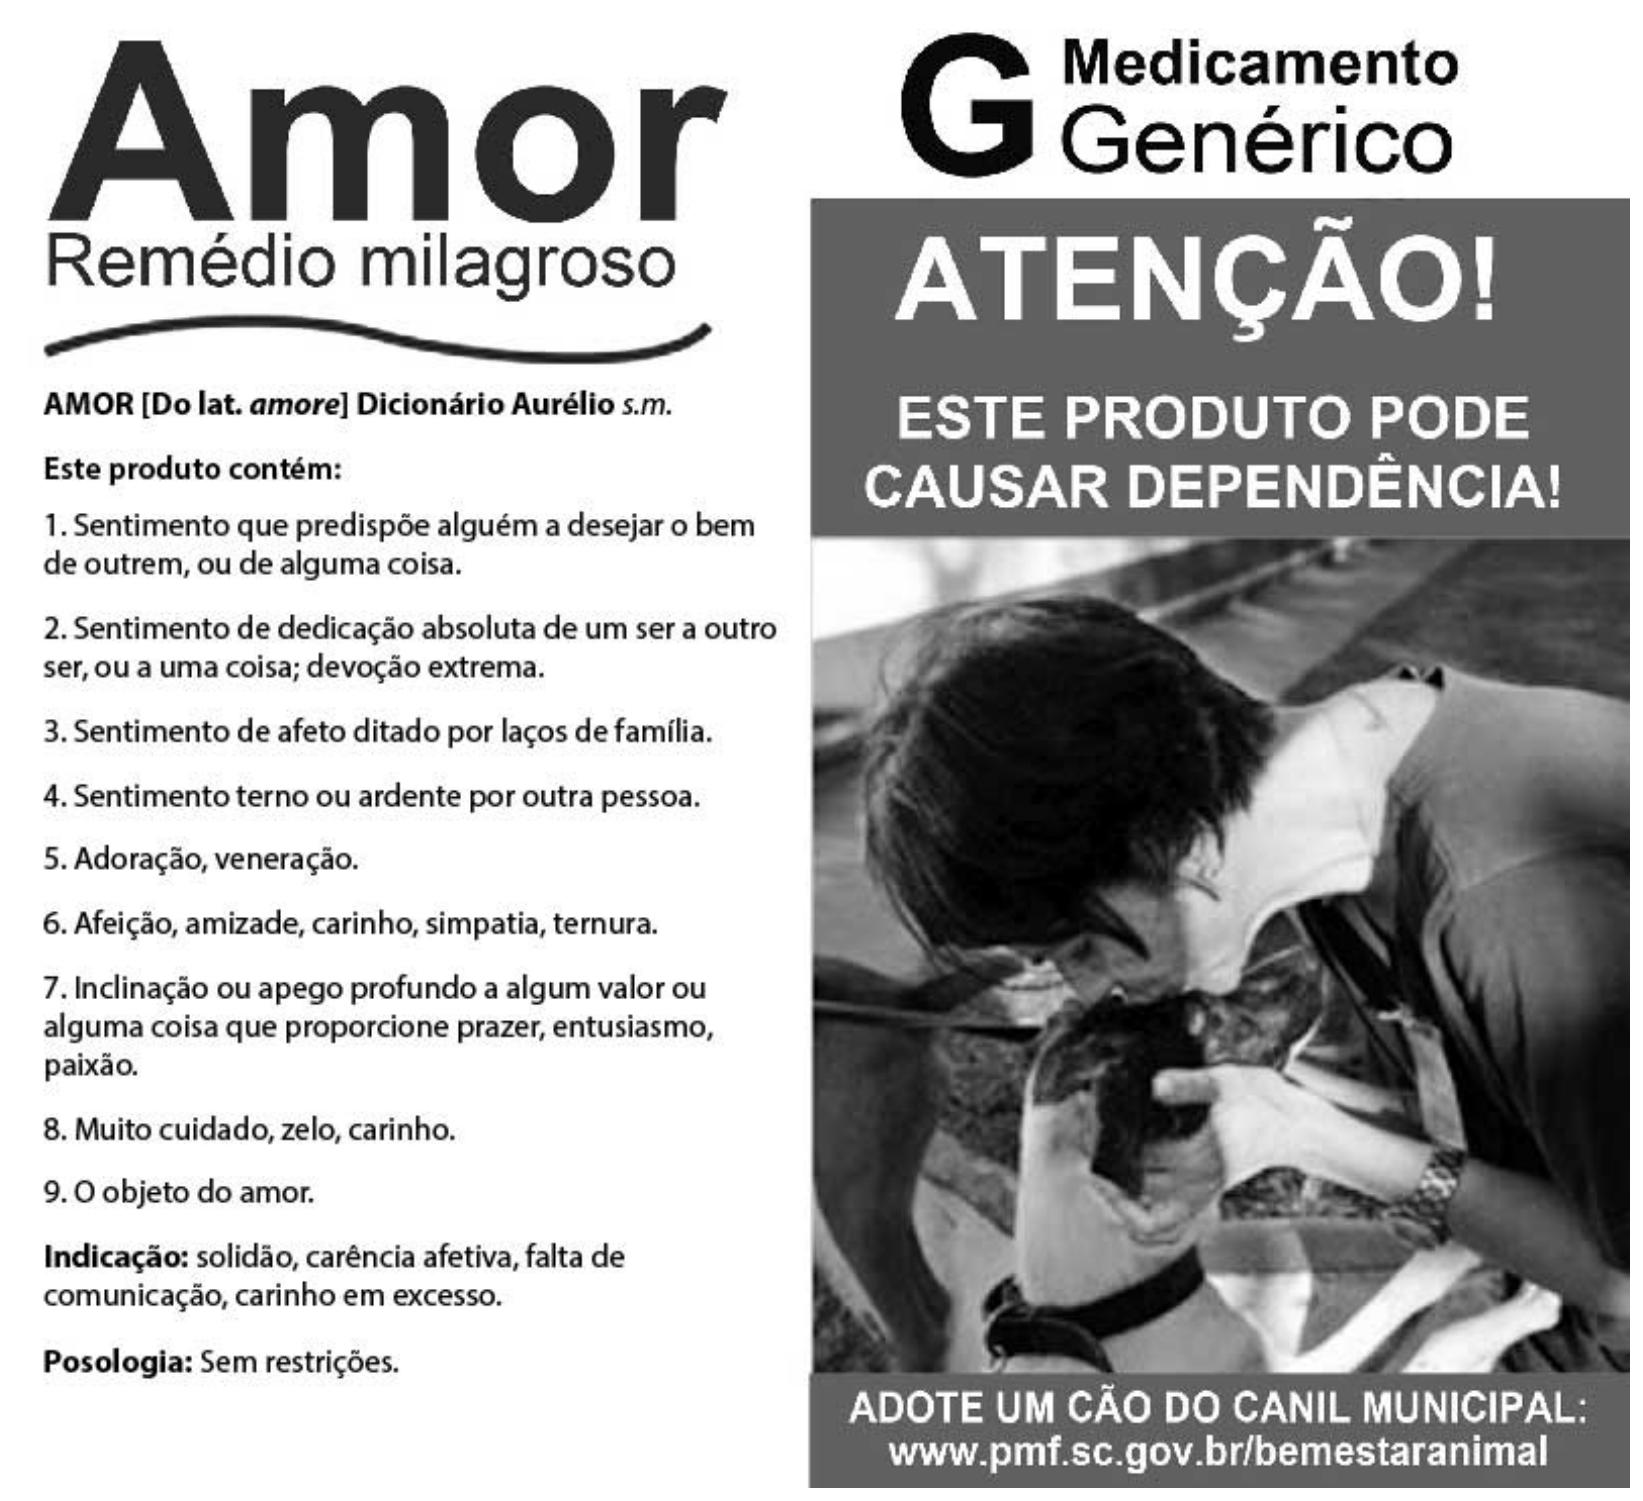 Amor
Remédio milagroso
AMOR [Do lat. amore] Dicionário Aurélio s.m.
Este produto contém:
1. Sentimento que predispõe alguém a desejar o bem
de outrem, ou de alguma coisa.
2. Sentimento de dedicação absoluta de um ser a outro
ser, ou a uma coisa; devoção extrema.
3. Sentimento de afeto ditado por laços de família.
4. Sentimento terno ou ardente por outra pessoa.
5. Adoração, veneração.
6. Afeição, amizade, carinho, simpatia, ternura.
7. Inclinação ou apego profundo a algum valor ou
alguma coisa que proporcione prazer, entusiasmo,
paixão.
8. Muito cuidado, zelo, carinho.
9. O objeto do amor.
Indicação: solidão, carência afetiva, falta de
comunicação, carinho em excesso.
Posologia: Sem restrições.
G Medicamento
Genérico
ATENÇÃO!
ESTE PRODUTO PODE
CAUSAR DEPENDÊNCIA!
ADOTE UM CÃO DO CANIL MUNICIPAL:
www.pmf.sc.gov.br/bemestaranimal